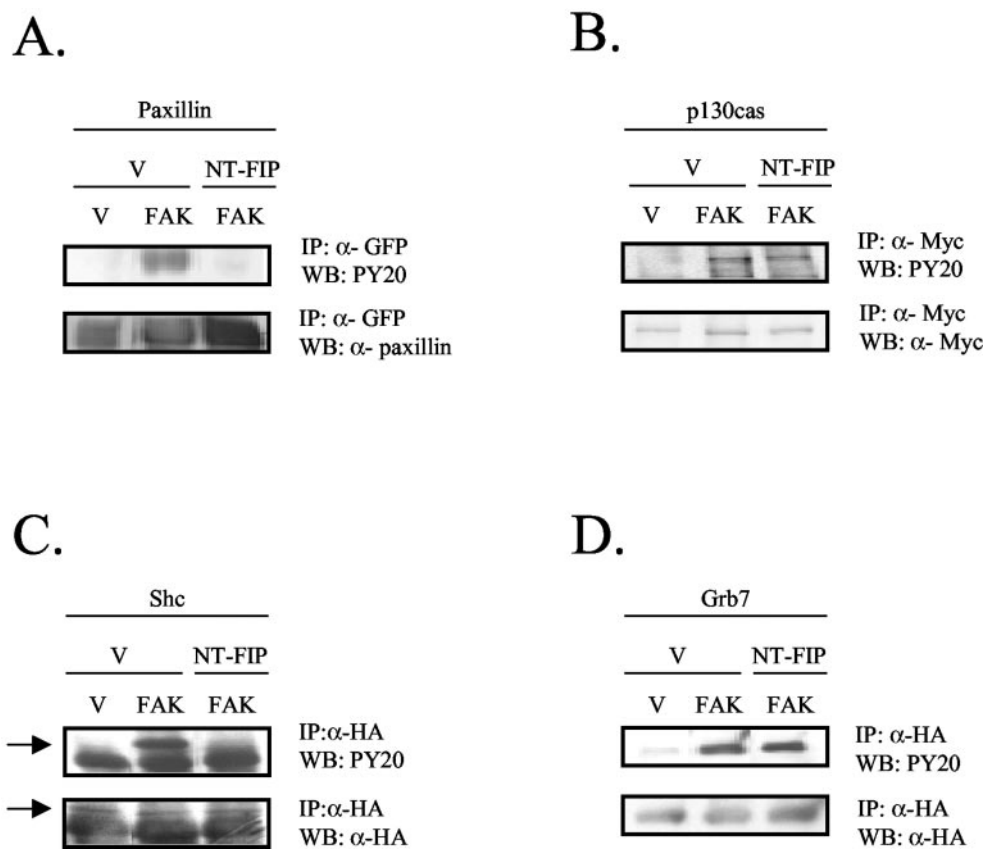 A.
Paxillin
V NT-FIP
V FAK FAK
IP: α- GFP
WB: PY20
IP: α- GFP
WB: α- paxillin
B.
p130cas
V NT-FIP
V FAK FAK
IP: α- Myc
WB: PY20
IP: α- Myc
WB: α- Myc
C.
Shc
V NT-FIP
V FAK FAK
IP:α-HA
WB: PY20
IP:α-HA
WB: α-HA
D.
Grb7
V NT-FIP
V FAK FAK
IP: α-HA
WB: PY20
IP: α-HA
WB: α-HA